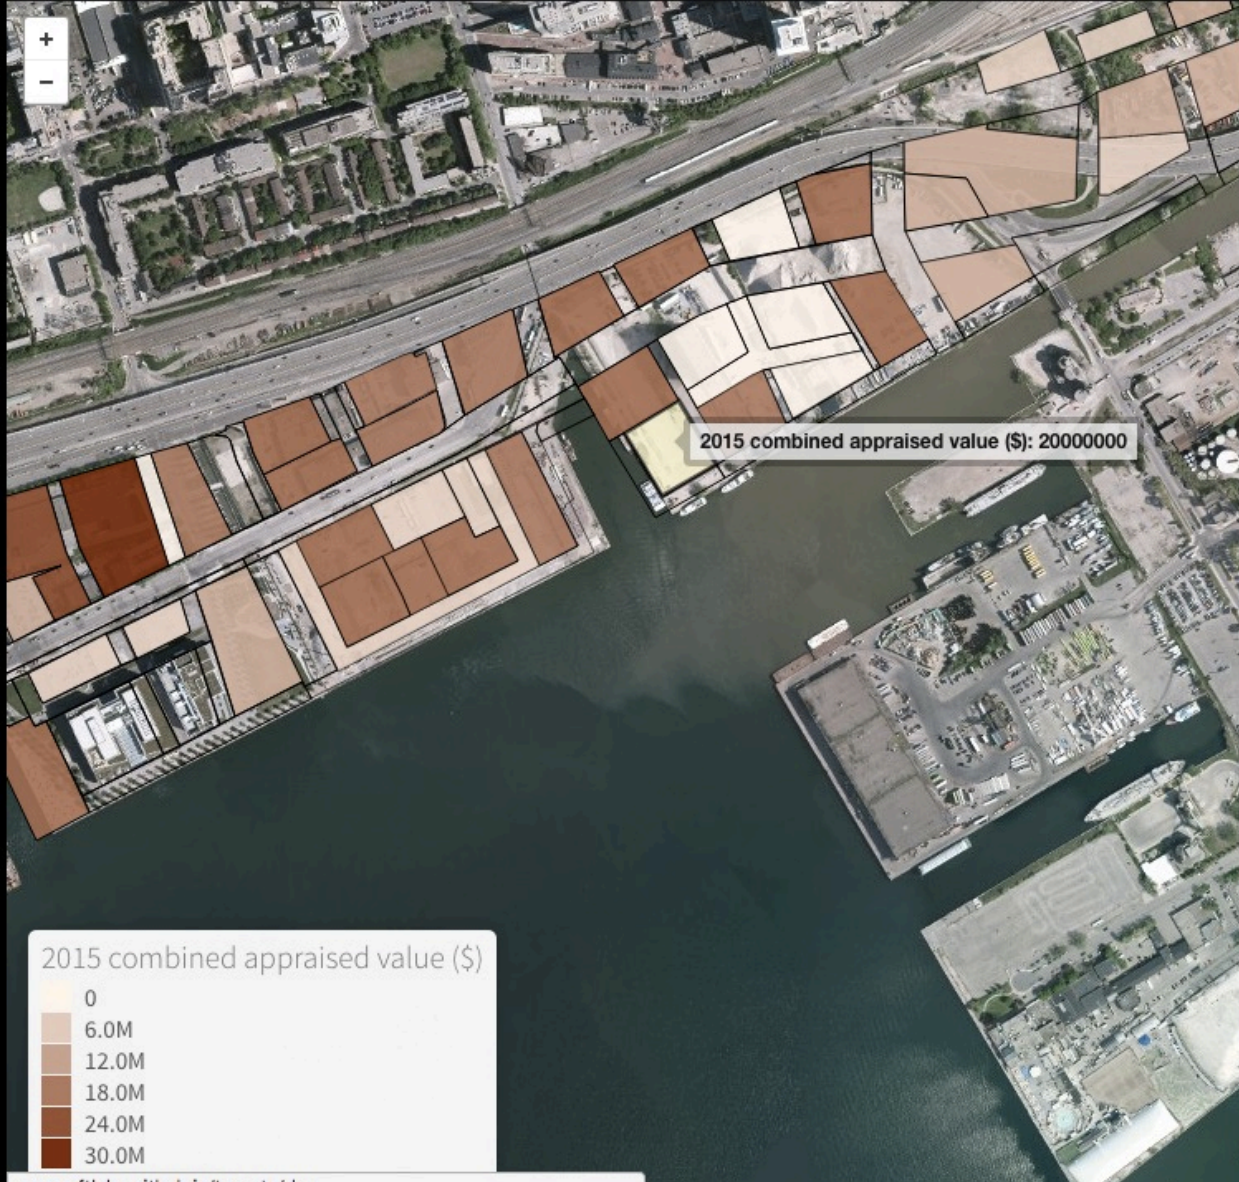 +
−
2015 combined appraised value ($): 20000000
2015 combined appraised value ($)
0
6.0M
12.0M
18.0M
24.0M
30.0M